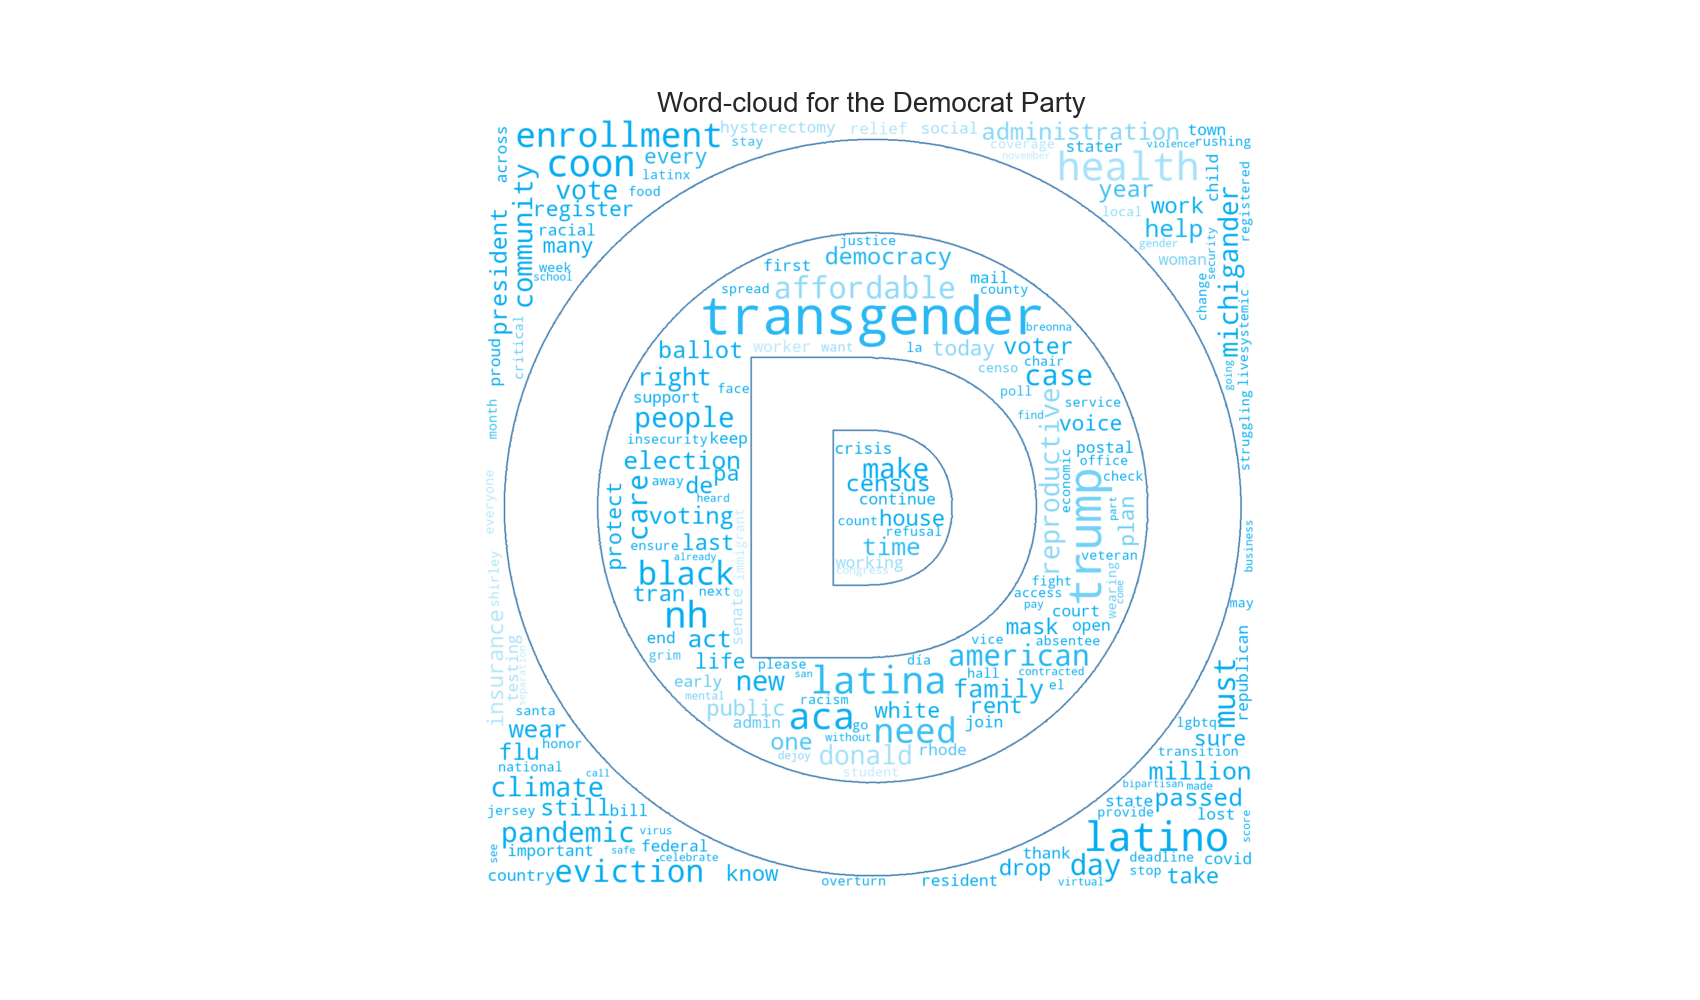 Word-cloud for the Democrat Party
enrollment
hysterectomy
relief
social
administration
town
across
coon
stay
coverage
stater
violence
rushing
every
november
health
latinx
vote
food
year
child
registered
community
register
local
work
michigander
president
racial
help
many
justice
gender
security
week
democracy
woman
school
first
mail
change
affordable
spread
county
systemic
critical
transgender
breonna
proud
ballot
worker
want
la
today
voter
lives
chair
right
face
censo
case
going
support
poll
reproductive
service
month
people
find
voice
struggling
insecurity
keep
crisis
postal
election
pa
make
office
everyone
away
de
census
economic
trump
check
protect
care
heard
continue
part
plan
voting
count
house
refusal
business
ensure
last
immigrant
time
veteran
already
working
congress
shirley
black
fight
wearing
come
tran
next
access
insurance
nh
senate
pay
court
may
testing
end
act
mask
open
separation
grim
life
vice
absentee
republican
please
día
american
must
early
new
san
latina
hall
contracted
mental
family
el
santa
public
racism
rent
lgbtq
wear
admin
aca
go
white
join
sure
flu
honor
one
without
need
transition
national
call
dejoy
donald
rhode
million
climate
student
bipartisan
made
jersey
still
bill
state
passed
pandemic
virus
provide
lost
score
see
important
safe
federal
latino
celebrate
thank
deadline
covid
country
eviction
know
overturn
resident
drop
day
stop
take
virtual